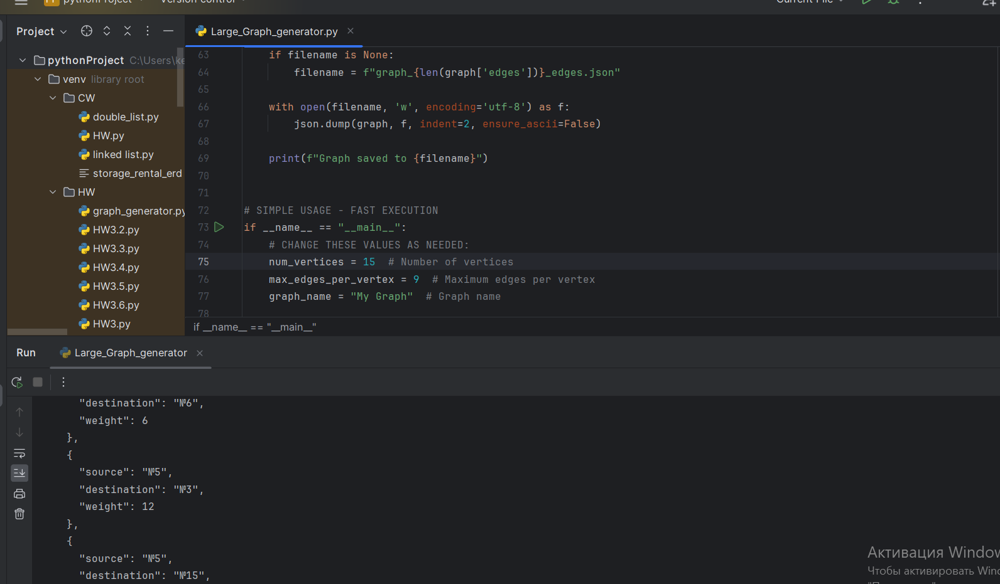 pythonProject Version control Current File
Project
Large_Graph_generator.py
pythonProject C:\Users\ke
venv library root
CW
double_list.py
HW.py
linked list.py
storage_rental_erd
HW
graph_generator.py
HW3.2.py
HW3.3.py
HW3.4.py
HW3.5.py
HW3.6.py
HW3.py
63 if filename is None:
64 filename = f"graph_{len(graph['edges'])}_edges.json"
65
66 with open(filename, 'w', encoding='utf-8') as f:
67 json.dump(graph, f, indent=2, ensure_ascii=False)
68
69 print(f"Graph saved to {filename}")
70
71
72 # SIMPLE USAGE - FAST EXECUTION
73 if __name__ == "__main__":
74 # CHANGE THESE VALUES AS NEEDED:
75 num_vertices = 15 # Number of vertices
76 max_edges_per_vertex = 9 # Maximum edges per vertex
77 graph_name = "My Graph" # Graph name
78
if __name__ == "__main__"
Run Large_Graph_generator
"destination": "№6",
"weight": 6
},
{
"source": "№5",
"destination": "№3",
"weight": 12
},
{
"source": "№5",
"destination": "№15",
Активация Window
Чтобы активировать Wind